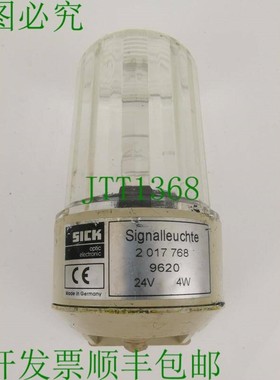 图必究
JTT1368
SICK
optic
electronic
CE
Made in Germany
Signalleuchte
2 017 768
9620
24V 4W
开发票顺丰包邮